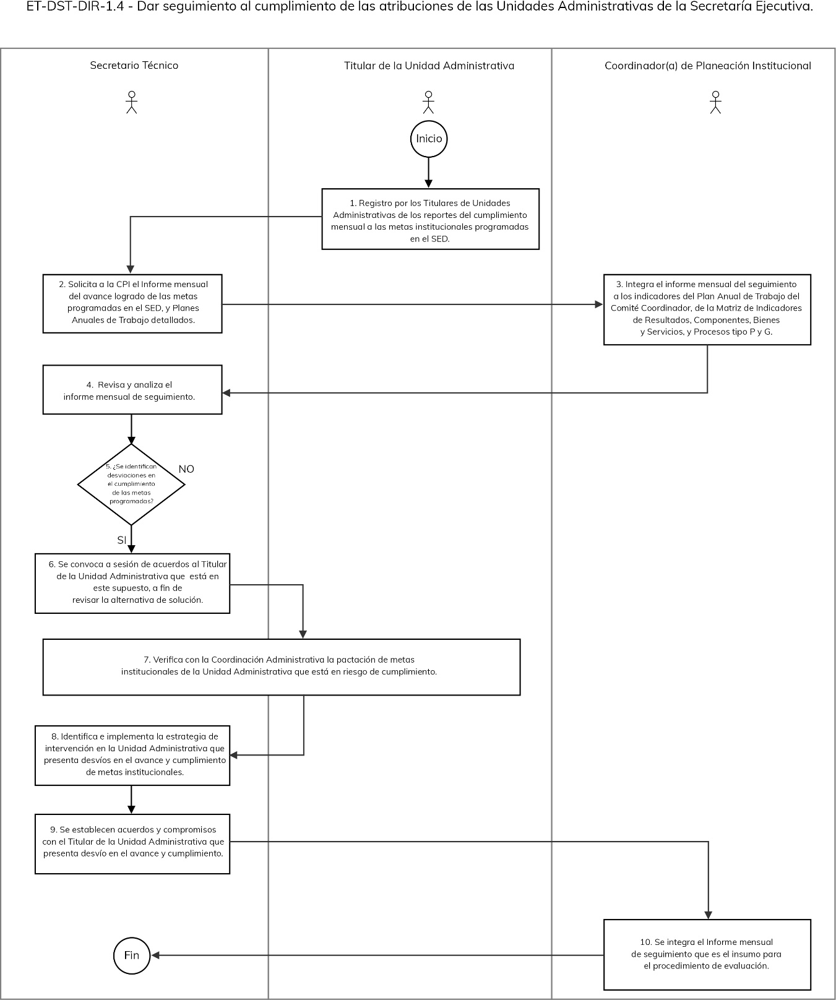 ET-DST-DIR-1.4 - Dar seguimiento al cumplimiento de las atribuciones de las Unidades Administrativas de la Secretaría Ejecutiva.
Secretario Técnico
Titular de la Unidad Administrativa
Coordinador(a) de Planeación Institucional
Inicio
1. Registro por los Titulares de Unidades
Administrativas de los reportes del cumplimiento
mensual a las metas institucionales programadas
en el SED.
2. Solicita a la CPI el Informe mensual
del avance logrado de las metas
programadas en el SED, y Planes
Anuales de Trabajo detallados.
3. Integra el informe mensual del seguimiento
a los indicadores del Plan Anual de Trabajo del
Comité Coordinador, de la Matriz de Indicadores
de Resultados, Componentes, Bienes
y Servicios, y Procesos tipo P y G.
4.  Revisa y analiza el
informe mensual de seguimiento.
5. ¿Se identifican
desviaciones en
el cumplimiento
de las metas
programadas?
NO
SI
6. Se convoca a sesión de acuerdos al Titular
de la Unidad Administrativa que  está en
este supuesto, a fin de
revisar la alternativa de solución.
7. Verifica con la Coordinación Administrativa la pactación de metas
institucionales de la Unidad Administrativa que está en riesgo de cumplimiento.
8. Identifica e implementa la estrategia de
intervención en la Unidad Administrativa que
presenta desvíos en el avance y cumplimiento
de metas institucionales.
9. Se establecen acuerdos y compromisos
con el Titular de la Unidad Administrativa que
presenta desvío en el avance y cumplimiento.
10. Se integra el Informe mensual
de seguimiento que es el insumo para
el procedimiento de evaluación.
Fin